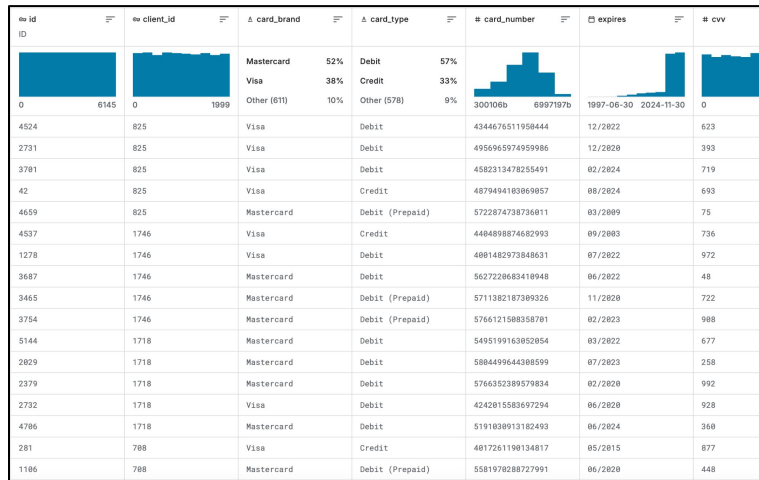 id client_id card_brand card_type card_number expires cvv
ID
Mastercard 52% Debit 57%
Visa 38% Credit 33%
Other (611) 10% Other (578) 9%
0 6145 0 1999 300106b 6997197b 1997-06-30 2024-11-30 0
4524 825 Visa Debit 4344676511950444 12/2022 623
2731 825 Visa Debit 4956965974959986 12/2020 393
3701 825 Visa Debit 4582313478255491 02/2024 719
42 825 Visa Credit 4879494103069057 08/2024 693
4659 825 Mastercard Debit (Prepaid) 5722874738736011 03/2009 75
4537 1746 Visa Credit 4404898874682993 09/2003 736
1278 1746 Visa Debit 4001482973848631 07/2022 972
3687 1746 Mastercard Debit 5627220683410948 06/2022 48
3465 1746 Mastercard Debit (Prepaid) 5711382187309326 11/2020 722
3754 1746 Mastercard Debit (Prepaid) 5766121508358701 02/2023 908
5144 1718 Mastercard Debit 5495199163052054 03/2022 677
2029 1718 Mastercard Debit 5804499644308599 07/2023 258
2379 1718 Mastercard Debit 5766352389579834 02/2020 992
2732 1718 Visa Debit 4242015583697294 06/2020 928
4706 1718 Mastercard Debit 5191030913182493 06/2024 360
281 708 Visa Credit 4017261190134817 05/2015 877
1106 708 Mastercard Debit (Prepaid) 5581970288727991 06/2020 448